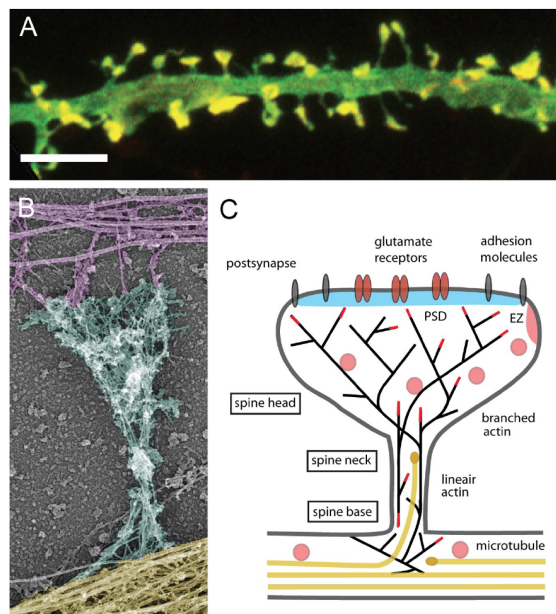 A
B
C
glutamate
receptors
adhesion
molecules
postsynapse
PSD
EZ
spine head
branched
actin
spine neck
lineair
actin
spine base
microtubule